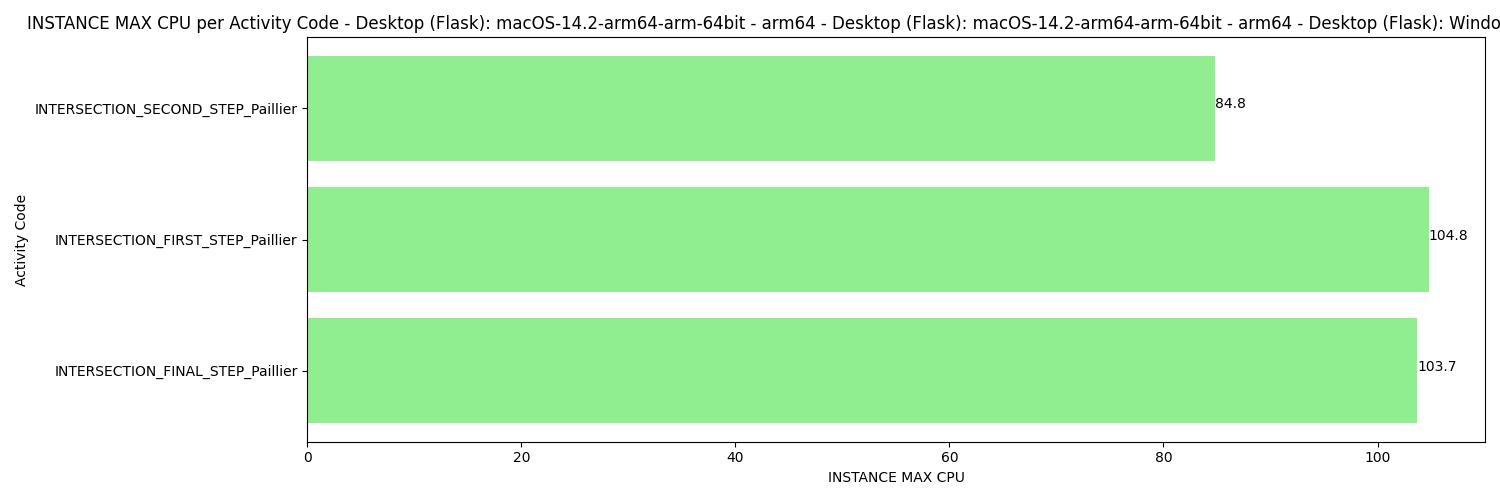 INSTANCE MAX CPU per Activity Code - Desktop (Flask): macOS-14.2-arm64-arm-64bit - arm64 - Desktop (Flask): macOS-14.2-arm64-arm-64bit - arm64 - Desktop (Flask): Windo
INTERSECTION_SECOND_STEP_Paillier
84.8
INTERSECTION_FIRST_STEP_Paillier
104.8
INTERSECTION_FINAL_STEP_Paillier
103.7
Activity Code
0 20 40 60 80 100
INSTANCE MAX CPU